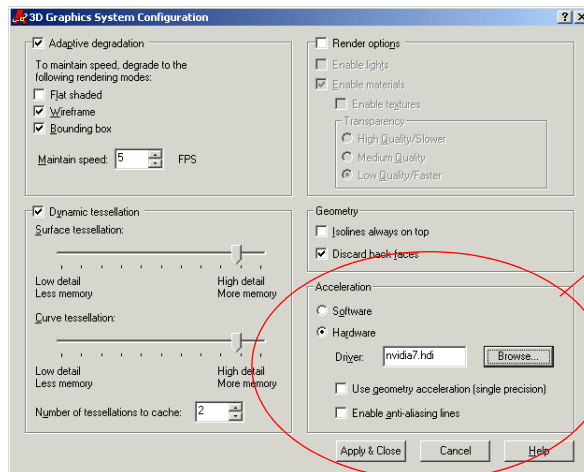 3D Graphics System Configuration
Adaptive degradation
To maintain speed, degrade to the
following rendering modes:
Flat shaded
Wireframe
Bounding box
Maintain speed: 5 FPS
Dynamic tessellation
Surface tessellation:
Low detail High detail
Less memory More memory
Curve tessellation:
Low detail High detail
Less memory More memory
Number of tessellations to cache: 2
Render options
Enable lights
Enable materials
Enable textures
Transparency
High Quality/Slower
Medium Quality
Low Quality/Faster
Geometry
Isolines always on top
Discard back faces
Acceleration
Software
Hardware
Driver: nvidia7.hdi Browse...
Use geometry acceleration (single precision)
Enable anti-aliasing lines
Apply & Close Cancel Help